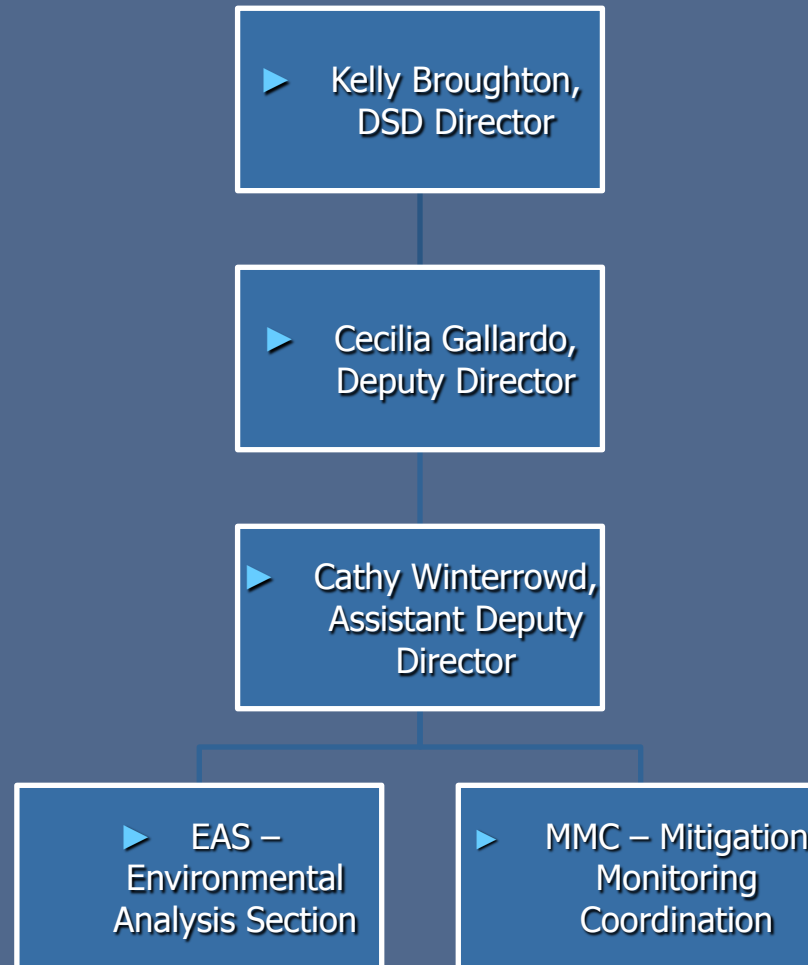 ► Kelly Broughton,
DSD Director
► Cecilia Gallardo,
Deputy Director
► Cathy Winterrowd,
Assistant Deputy
Director
► EAS –
Environmental
Analysis Section
► MMC – Mitigation
Monitoring
Coordination